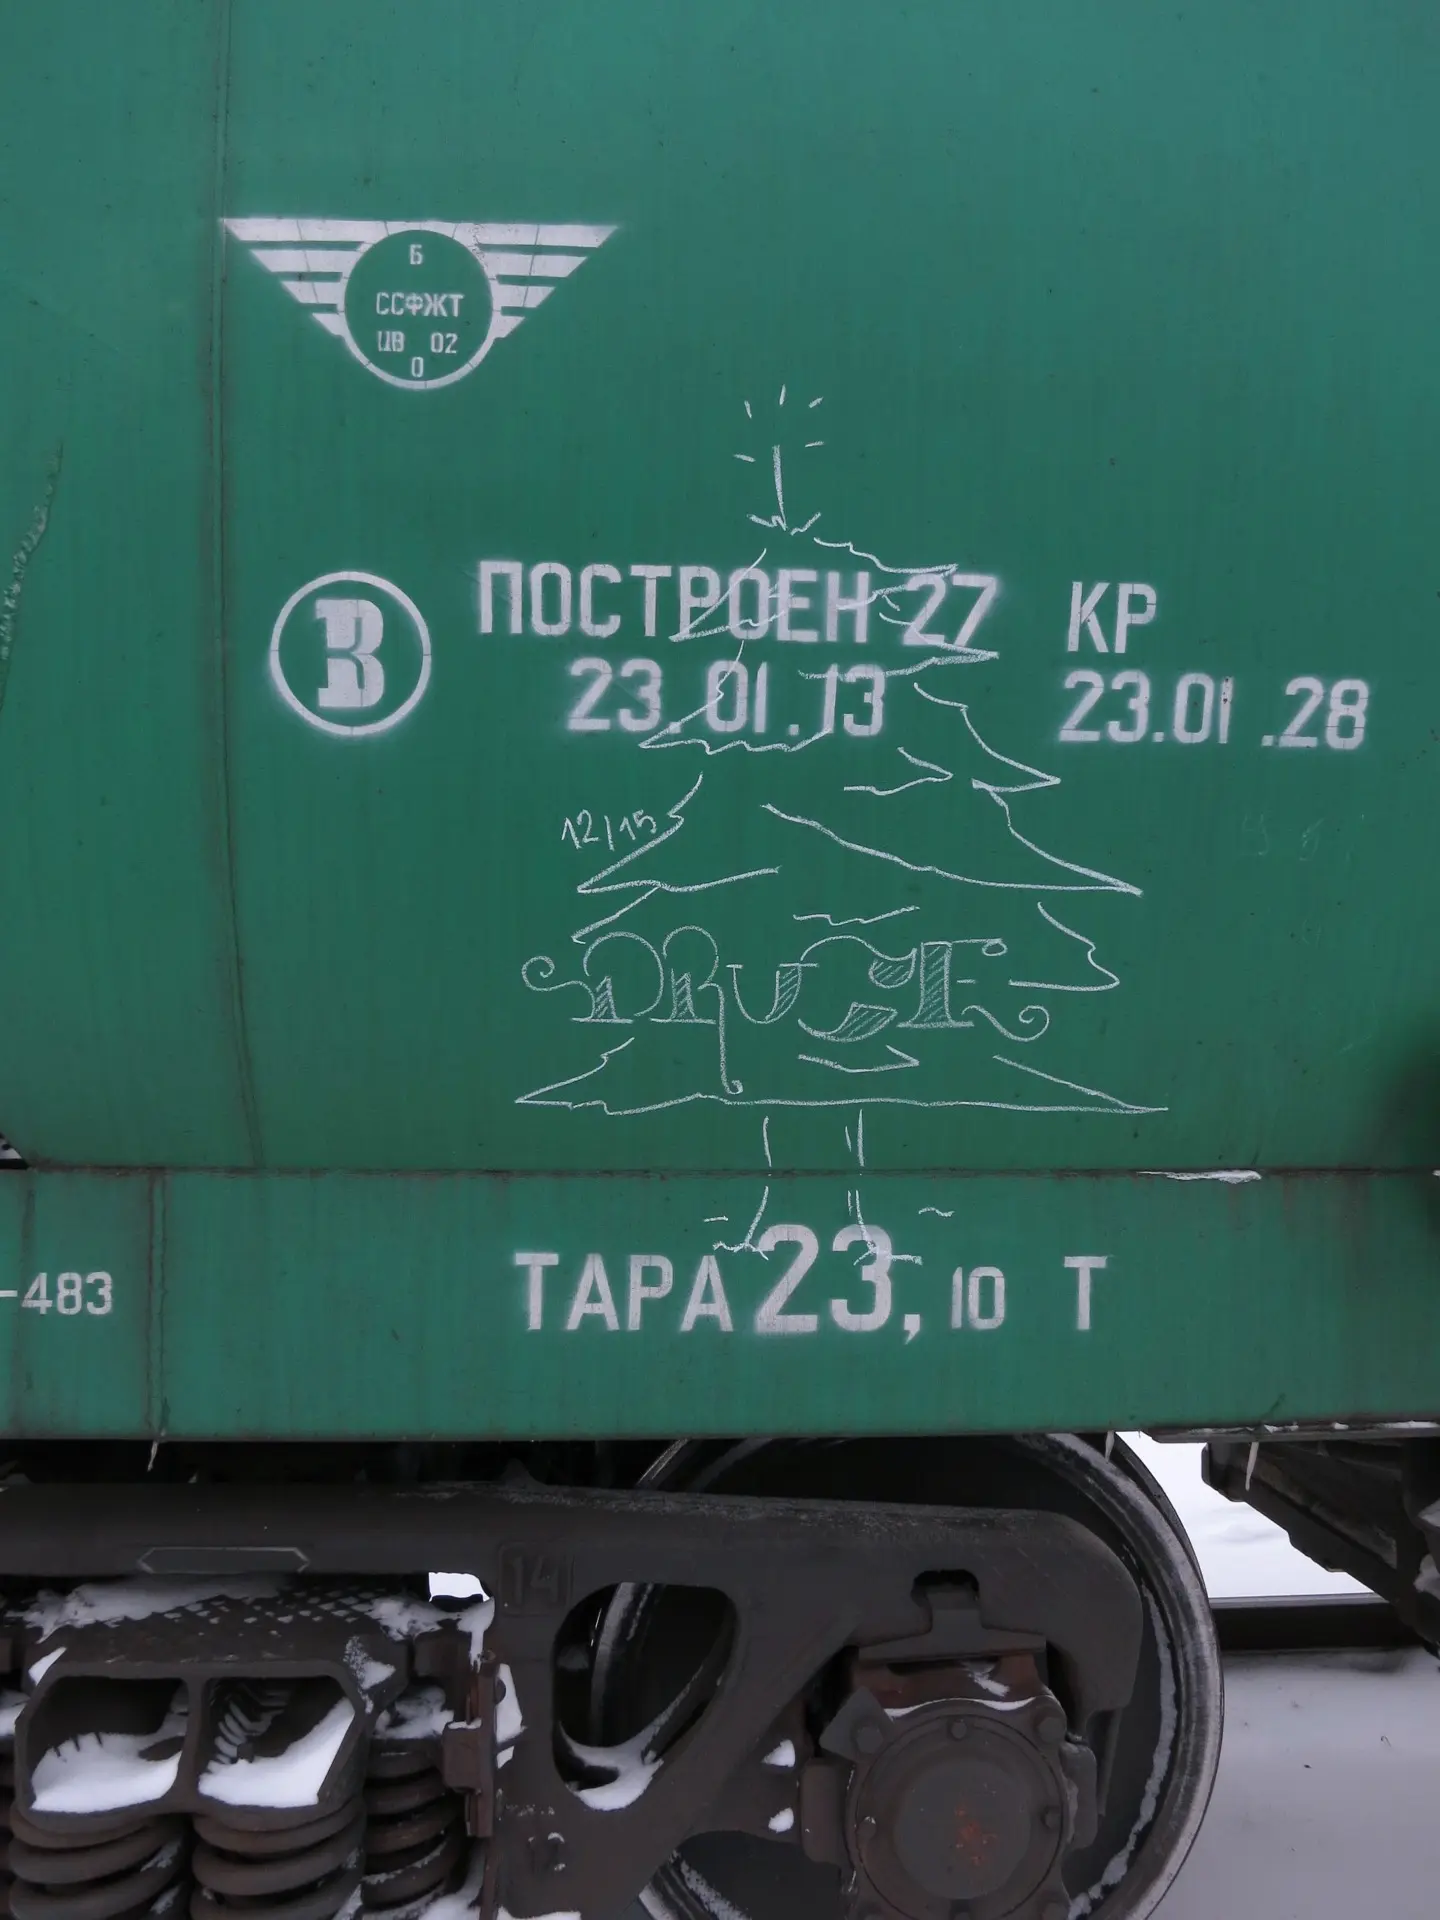 Б
ССФЖТ
ЦВ 02
0
В
ПОСТРОЕН 27 КР
23.01.13 23.01.28
12/15
DRUGE
-483
ТАРА 23,10 Т
14